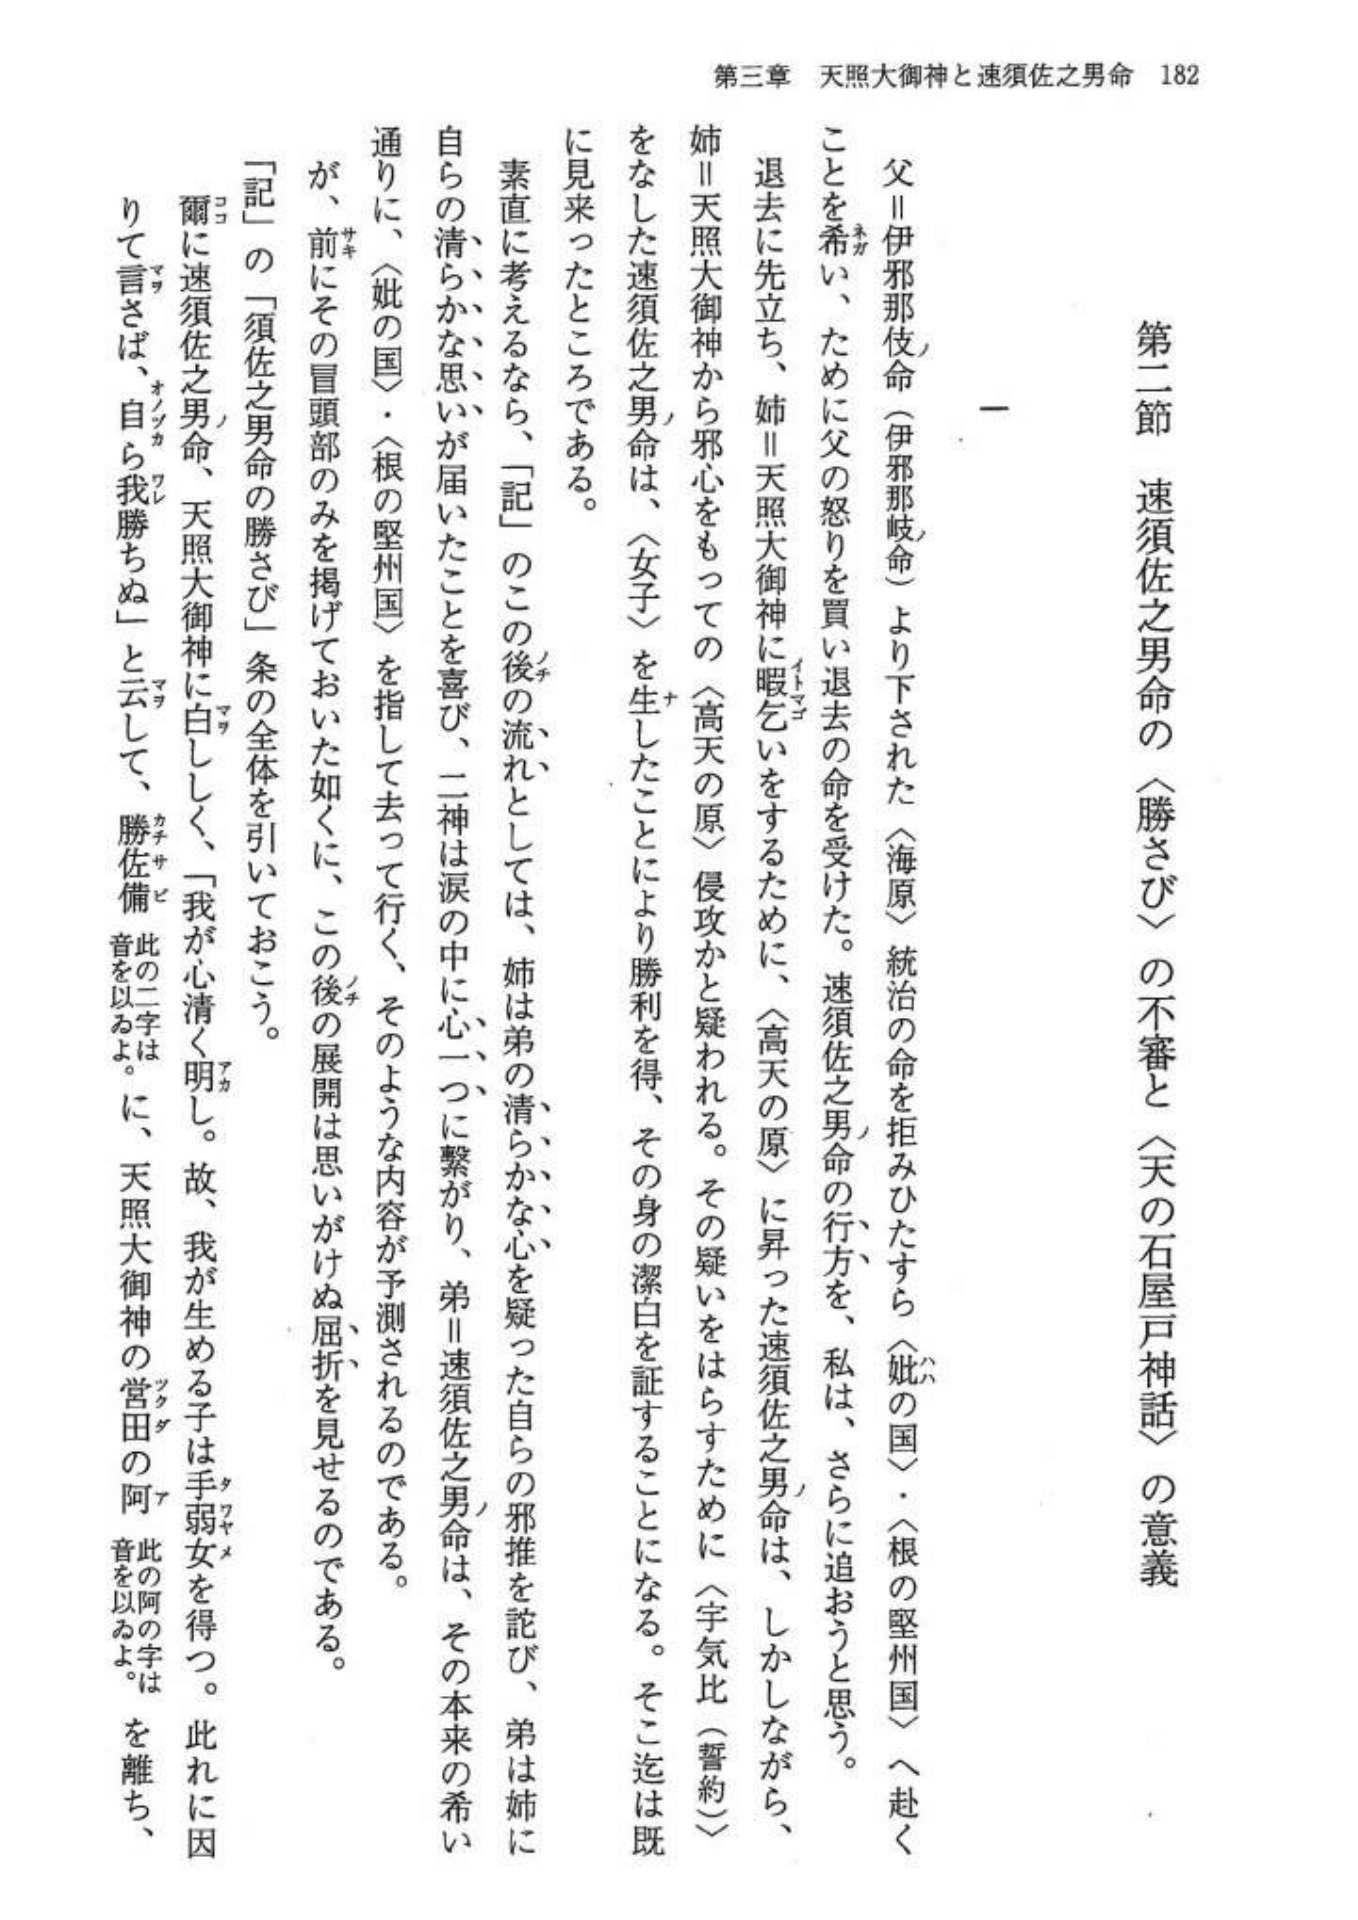 第三章　天照大御神と速須佐之男命　182
第二節　速須佐之男命の〈勝さび〉の不審と〈天の石屋戸神話〉の意義
一
父＝伊邪那伎命（伊邪那岐命）より下された〈海原〉統治の命を拒みひたすら〈妣の国〉・〈根の堅州国〉へ赴く
ことを希い、ために父の怒りを買い退去の命を受けた。速須佐之男命の行方を、私は、さらに追おうと思う。
退去に先立ち、姉＝天照大御神に暇乞いをするために、〈高天の原〉に昇った速須佐之男命は、しかしながら、
姉＝天照大御神から邪心をもっての〈高天の原〉侵攻かと疑われる。その疑いをはらすために〈宇気比（誓約）〉
をなした速須佐之男命は、〈女子〉を生したことにより勝利を得、その身の潔白を証することになる。そこ迄は既
に見来ったところである。
素直に考えるなら、「記」のこの後の流れとしては、姉は弟の清らかな心を疑った自らの邪推を詫び、弟は姉に
自らの清らかな思いが届いたことを喜び、二神は涙の中に心一つに繋がり、弟＝速須佐之男命は、その本来の希い
通りに、〈妣の国〉・〈根の堅州国〉を指して去って行く、そのような内容が予測されるのである。
が、前にその冒頭部のみを掲げておいた如くに、この後の展開は思いがけぬ屈折を見せるのである。
「記」の「須佐之男命の勝さび」条の全体を引いておこう。
爾に速須佐之男命、天照大御神に白ししく、「我が心清く明し。故、我が生める子は手弱女を得つ。此れに因
りて言さば、自ら我勝ちぬ」と云して、勝佐備此の二字は音を以ゐよ。に、天照大御神の営田の阿此の阿の字は音を以ゐよ。を離ち、